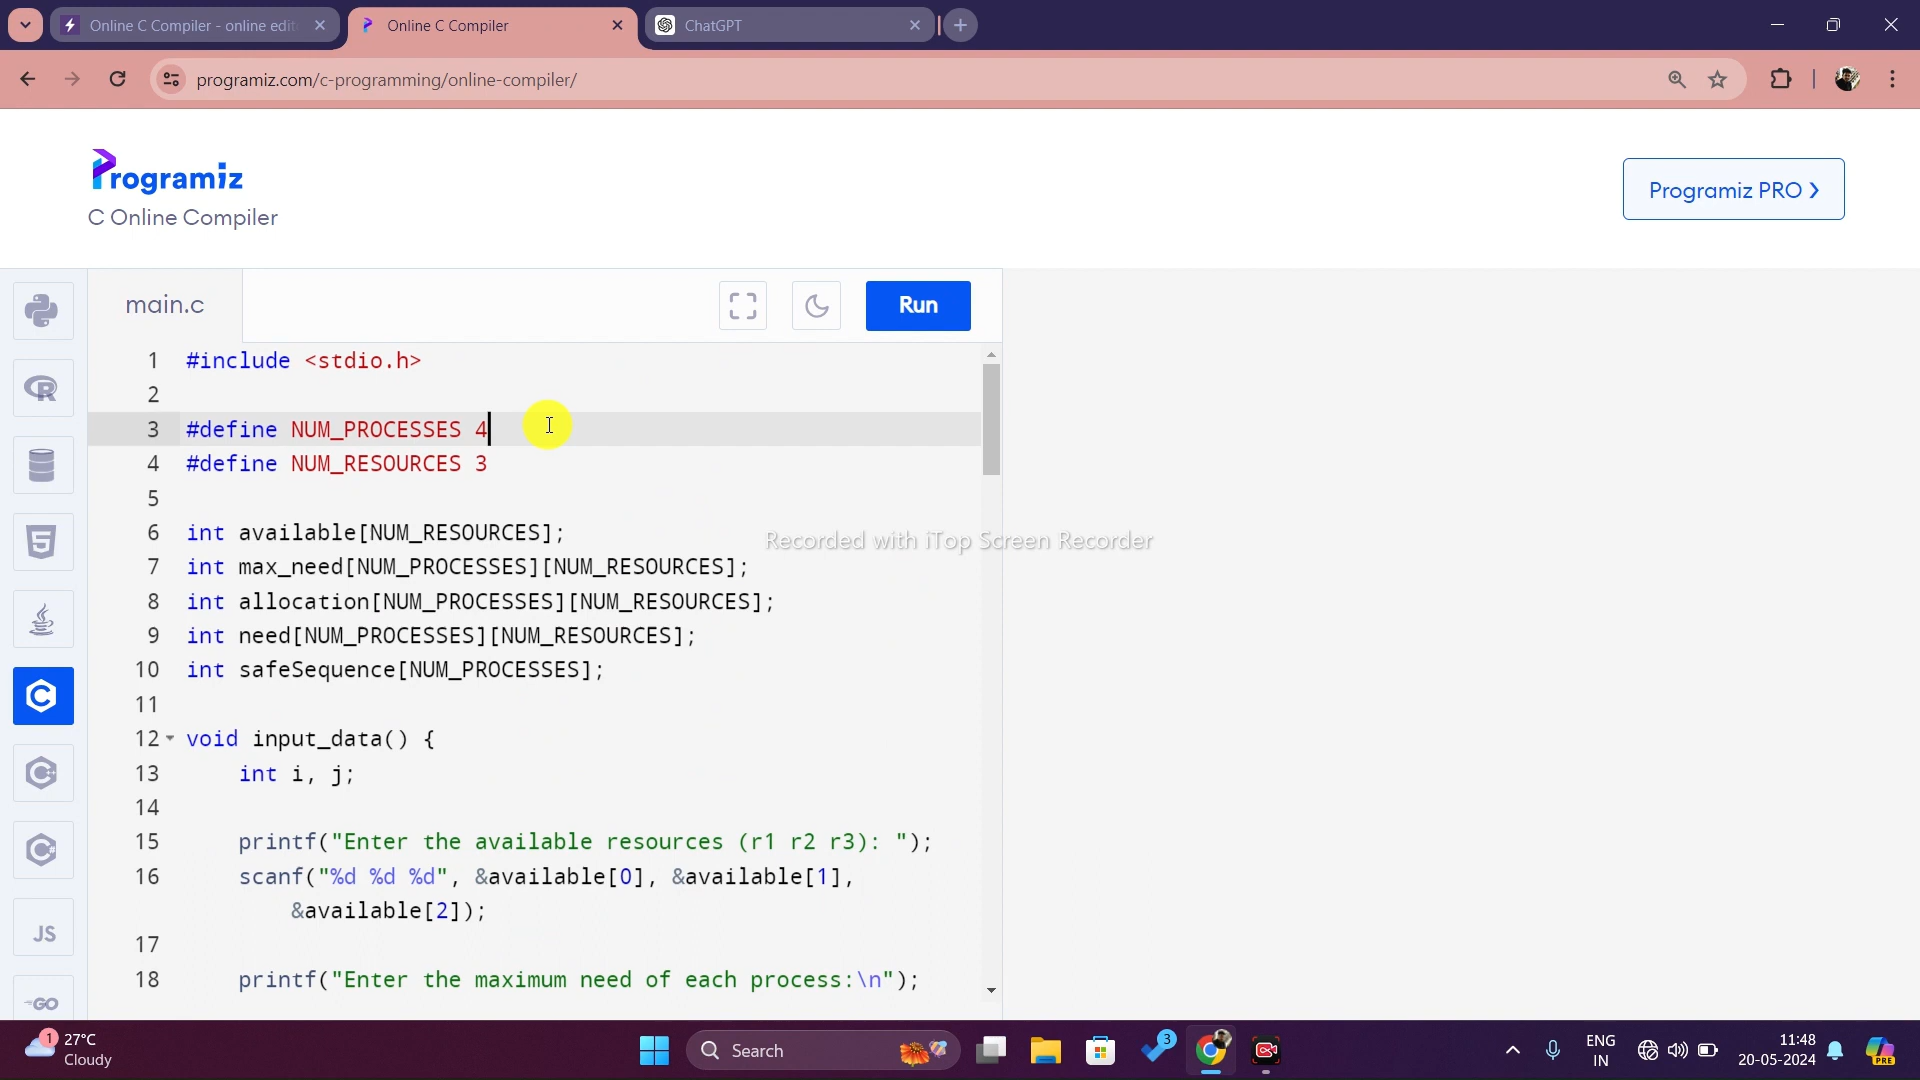 Online C Compiler - online edit
Online C Compiler
ChatGPT
programiz.com/c-programming/online-compiler/
Programiz
C Online Compiler
Programiz PRO
main.c
Run
1 #include <stdio.h>
2
3 #define NUM_PROCESSES 4
4 #define NUM_RESOURCES 3
5
6 int available[NUM_RESOURCES];
7 int max_need[NUM_PROCESSES][NUM_RESOURCES];
8 int allocation[NUM_PROCESSES][NUM_RESOURCES];
9 int need[NUM_PROCESSES][NUM_RESOURCES];
10 int safeSequence[NUM_PROCESSES];
11
12 void input_data() {
13 int i, j;
14
15 printf("Enter the available resources (r1 r2 r3): ");
16 scanf("%d %d %d", &available[0], &available[1],
&available[2]);
17
18 printf("Enter the maximum need of each process:\n");
Recorded with iTop Screen Recorder
R
5
C
C
JS
GO
1
27°C
Cloudy
Search
3
ENG
IN
11:48
20-05-2024
PRE